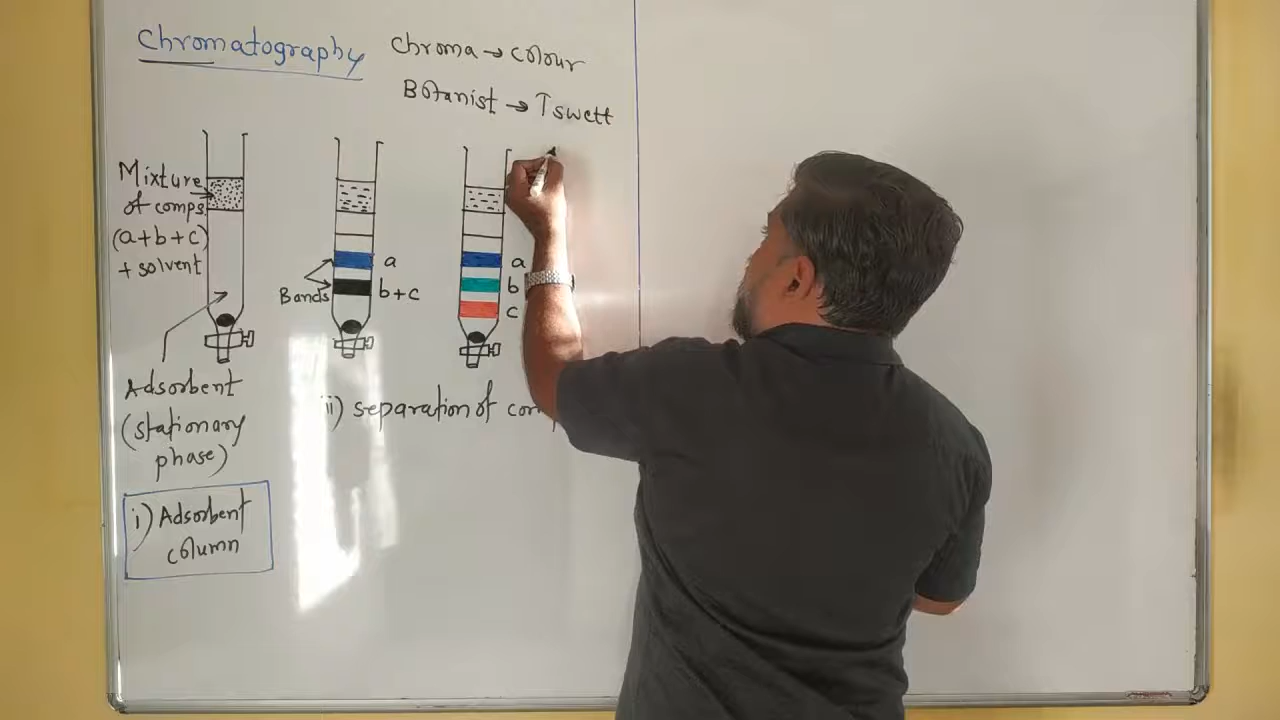 Chromatography
Chroma → colour
Botanist → Tswett
Mixture
of comps
(a+b+c)
+ solvent
a
Bands
b+c
a
b
c
Adsorbent
(stationary
phase)
ii) separation of
i) Adsorbent
column